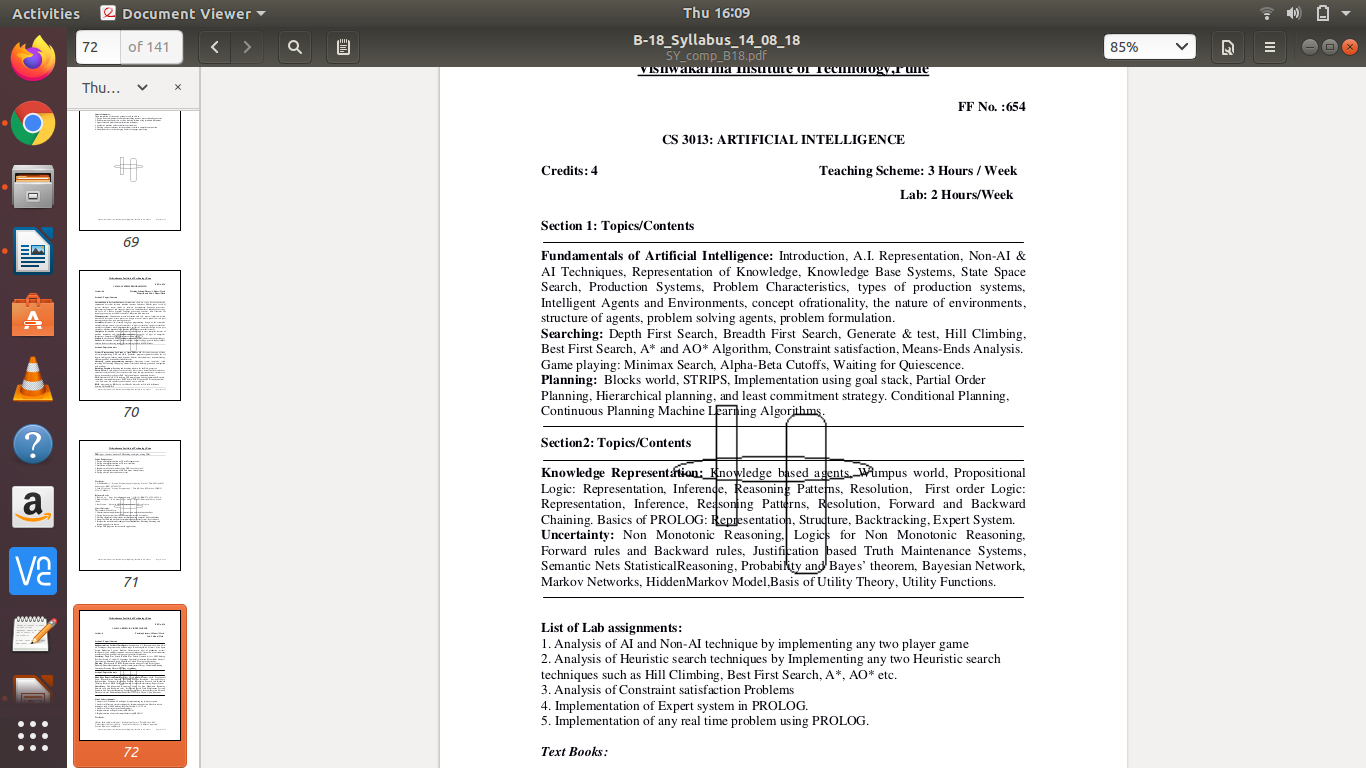 Activities
Document Viewer
Thu 16:09
72
of 141
B-18_Syllabus_14_08_18
SY_comp_B18.pdf
85%
Thu…
69
70
71
72
Vishwakarma Institute of Technology,Pune
FF No. :654
CS 3013: ARTIFICIAL INTELLIGENCE
Credits: 4
Teaching Scheme: 3 Hours / Week
Lab: 2 Hours/Week
Section 1: Topics/Contents
Fundamentals of Artificial Intelligence: Introduction, A.I. Representation, Non-AI &
AI Techniques, Representation of Knowledge, Knowledge Base Systems, State Space
Search, Production Systems, Problem Characteristics, types of production systems,
Intelligent Agents and Environments, concept of rationality, the nature of environments,
structure of agents, problem solving agents, problem formulation.
Searching: Depth First Search, Breadth First Search, Generate & test, Hill Climbing,
Best First Search, A* and AO* Algorithm, Constraint satisfaction, Means-Ends Analysis.
Game playing: Minimax Search, Alpha-Beta Cutoffs, Waiting for Quiescence.
Planning: Blocks world, STRIPS, Implementation using goal stack, Partial Order
Planning, Hierarchical planning, and least commitment strategy. Conditional Planning,
Continuous Planning Machine Learning Algorithms.
Section2: Topics/Contents
Knowledge Representation: Knowledge based agents, Wumpus world, Propositional
Logic: Representation, Inference, Reasoning Patterns, Resolution, First order Logic:
Representation, Inference, Reasoning Patterns, Resolution, Forward and Backward
Chaining. Basics of PROLOG: Representation, Structure, Backtracking, Expert System.
Uncertainty: Non Monotonic Reasoning, Logics for Non Monotonic Reasoning,
Forward rules and Backward rules, Justification based Truth Maintenance Systems,
Semantic Nets StatisticalReasoning, Probability and Bayes' theorem, Bayesian Network,
Markov Networks, HiddenMarkov Model,Basis of Utility Theory, Utility Functions.
List of Lab assignments:
1. Analysis of AI and Non-AI technique by implementing any two player game
2. Analysis of Heuristic search techniques by Implementing any two Heuristic search
techniques such as Hill Climbing, Best First Search, A*, AO* etc.
3. Analysis of Constraint satisfaction Problems
4. Implementation of Expert system in PROLOG.
5. Implementation of any real time problem using PROLOG.
Text Books: